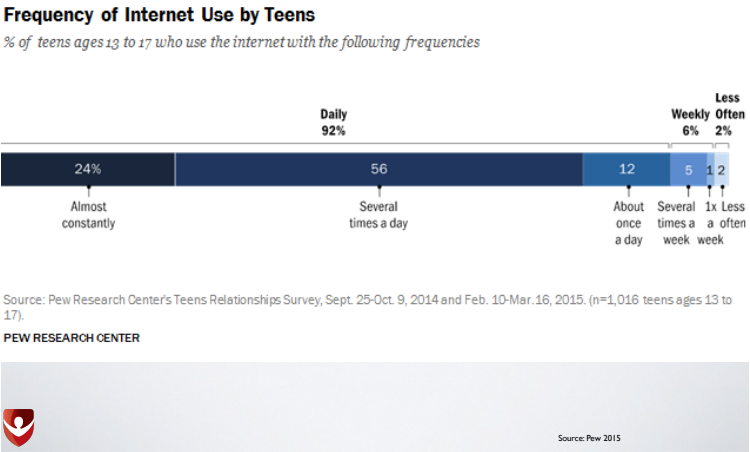 Frequency of Internet Use by Teens
% of teens ages 13 to 17 who use the internet with the following frequencies
Daily
92%
Weekly
6%
Less
Often
2%
24%
56
12
5
1
2
Almost
constantly
Several
times a day
About
once
a day
Several
times a
week
1x
a
week
Less
often
Source: Pew Research Center's Teens Relationships Survey, Sept. 25-Oct. 9, 2014 and Feb. 10-Mar. 16, 2015. (n=1,016 teens ages 13 to
17).
PEW RESEARCH CENTER
Source: Pew 2015